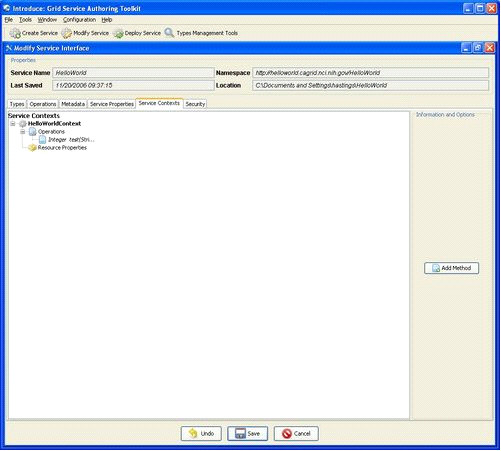 Introduce: Grid Service Authoring Toolkit
File Tools Window Configuration Help
Create Service Modify Service Deploy Service Types Management Tools
Modify Service Interface
Properties
Service Name HelloWorld Namespace http://helloworld.cagrid.nci.nih.gov/HelloWorld
Last Saved 11/20/2006 09:37:15 Location C:\Documents and Settings\hastings\HelloWorld
Types Operations Metadata Service Properties Service Contexts Security
Service Contexts Information and Options
HelloWorldContext
Operations
Integer test(Stri...
Resource Properties
Add Method
Undo Save Cancel